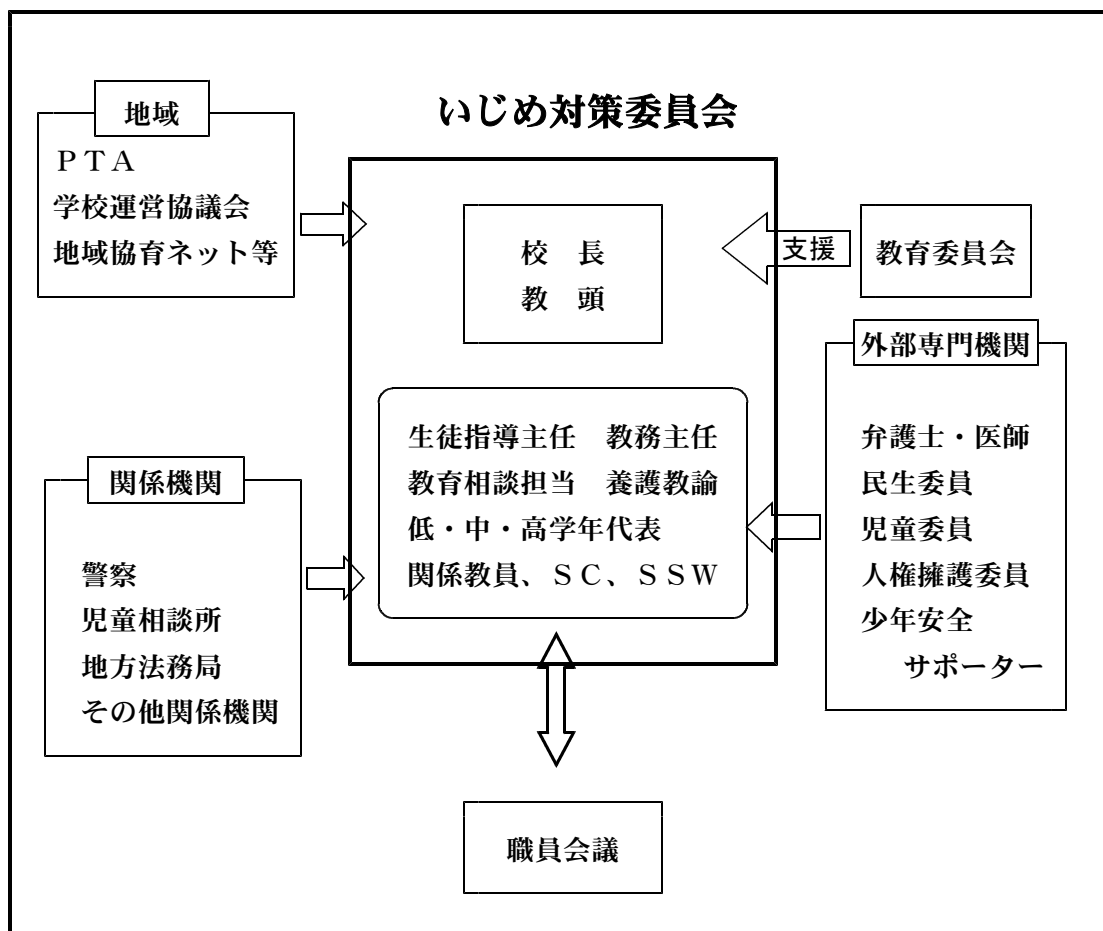 いじめ対策委員会
地域
ＰＴＡ
学校運営協議会
地域協育ネット等
校　長
教　頭
支援
教育委員会
外部専門機関
弁護士・医師
民生委員
児童委員
人権擁護委員
少年安全
サポーター
生徒指導主任　教務主任
教育相談担当　養護教諭
低・中・高学年代表
関係教員、ＳＣ、ＳＳＷ
関係機関
警察
児童相談所
地方法務局
その他関係機関
職員会議